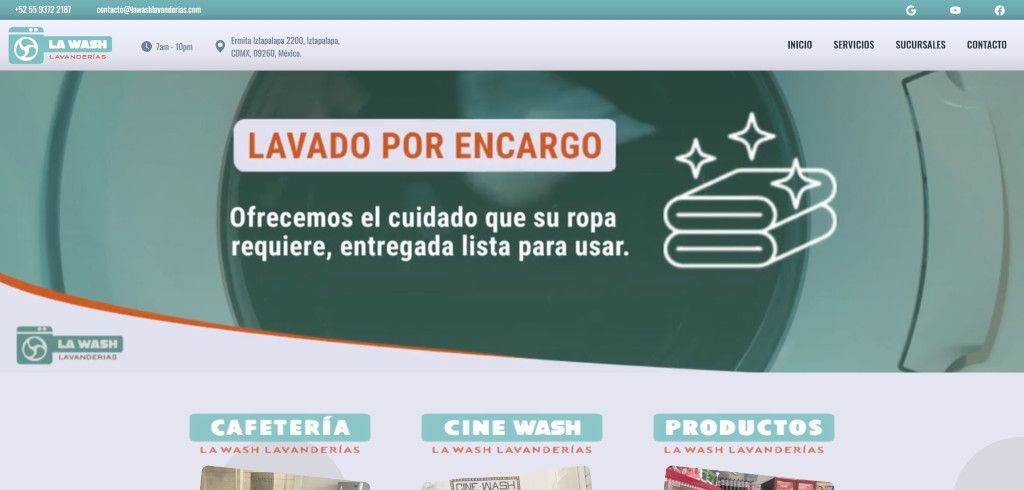 +52 55 9372 2187
contacto@lawashlavanderias.com
LA WASH
LAVANDERÍAS
7am - 10pm
Ermita Iztapalapa 2200, Iztapalapa,
CDMX, 09260, México.
INICIO
SERVICIOS
SUCURSALES
CONTACTO
LAVADO POR ENCARGO
Ofrecemos el cuidado que su ropa
requiere, entregada lista para usar.
LA WASH
LAVANDERÍAS
CAFETERÍA
LA WASH LAVANDERÍAS
CINE WASH
LA WASH LAVANDERÍAS
PRODUCTOS
LA WASH LAVANDERÍAS
CINE-WASH